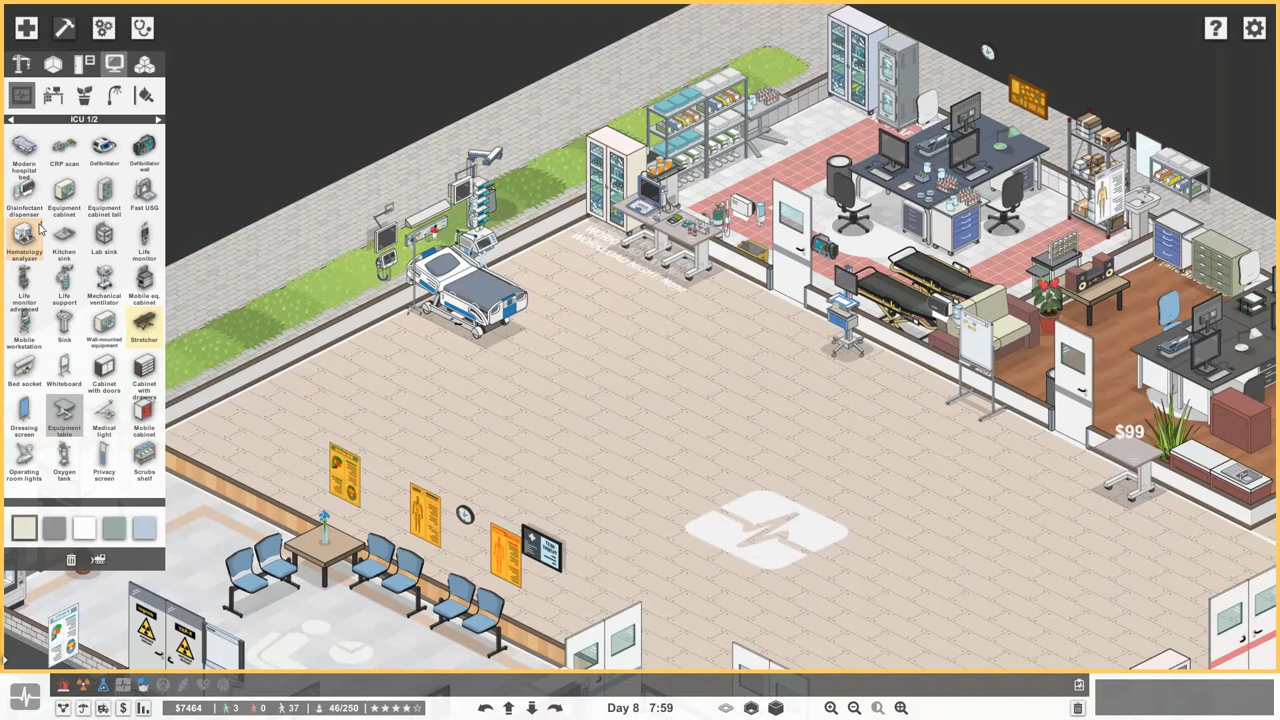 ?
ICU 1/2
Modern hospital bed
CRP scan
Defibrillator
Defibrillator wall
Disinfectant dispenser
Equipment cabinet
Equipment cabinet tall
Fast USG
Hematology analyzer
Kitchen sink
Lab sink
Life monitor
Life monitor advanced
Life support
Mechanical ventilator
Mobile eq. cabinet
Mobile workstation
Sink
Wall-mounted equipment
Stretcher
Bed socket
Whiteboard
Cabinet with doors
Cabinet with drawers
Dressing screen
Equipment table
Medical light
Mobile cabinet
Operating room lights
Oxygen tank
Privacy screen
Scrubs shelf
$99
$7464
3
0
37
46/250
Day 8
7:59